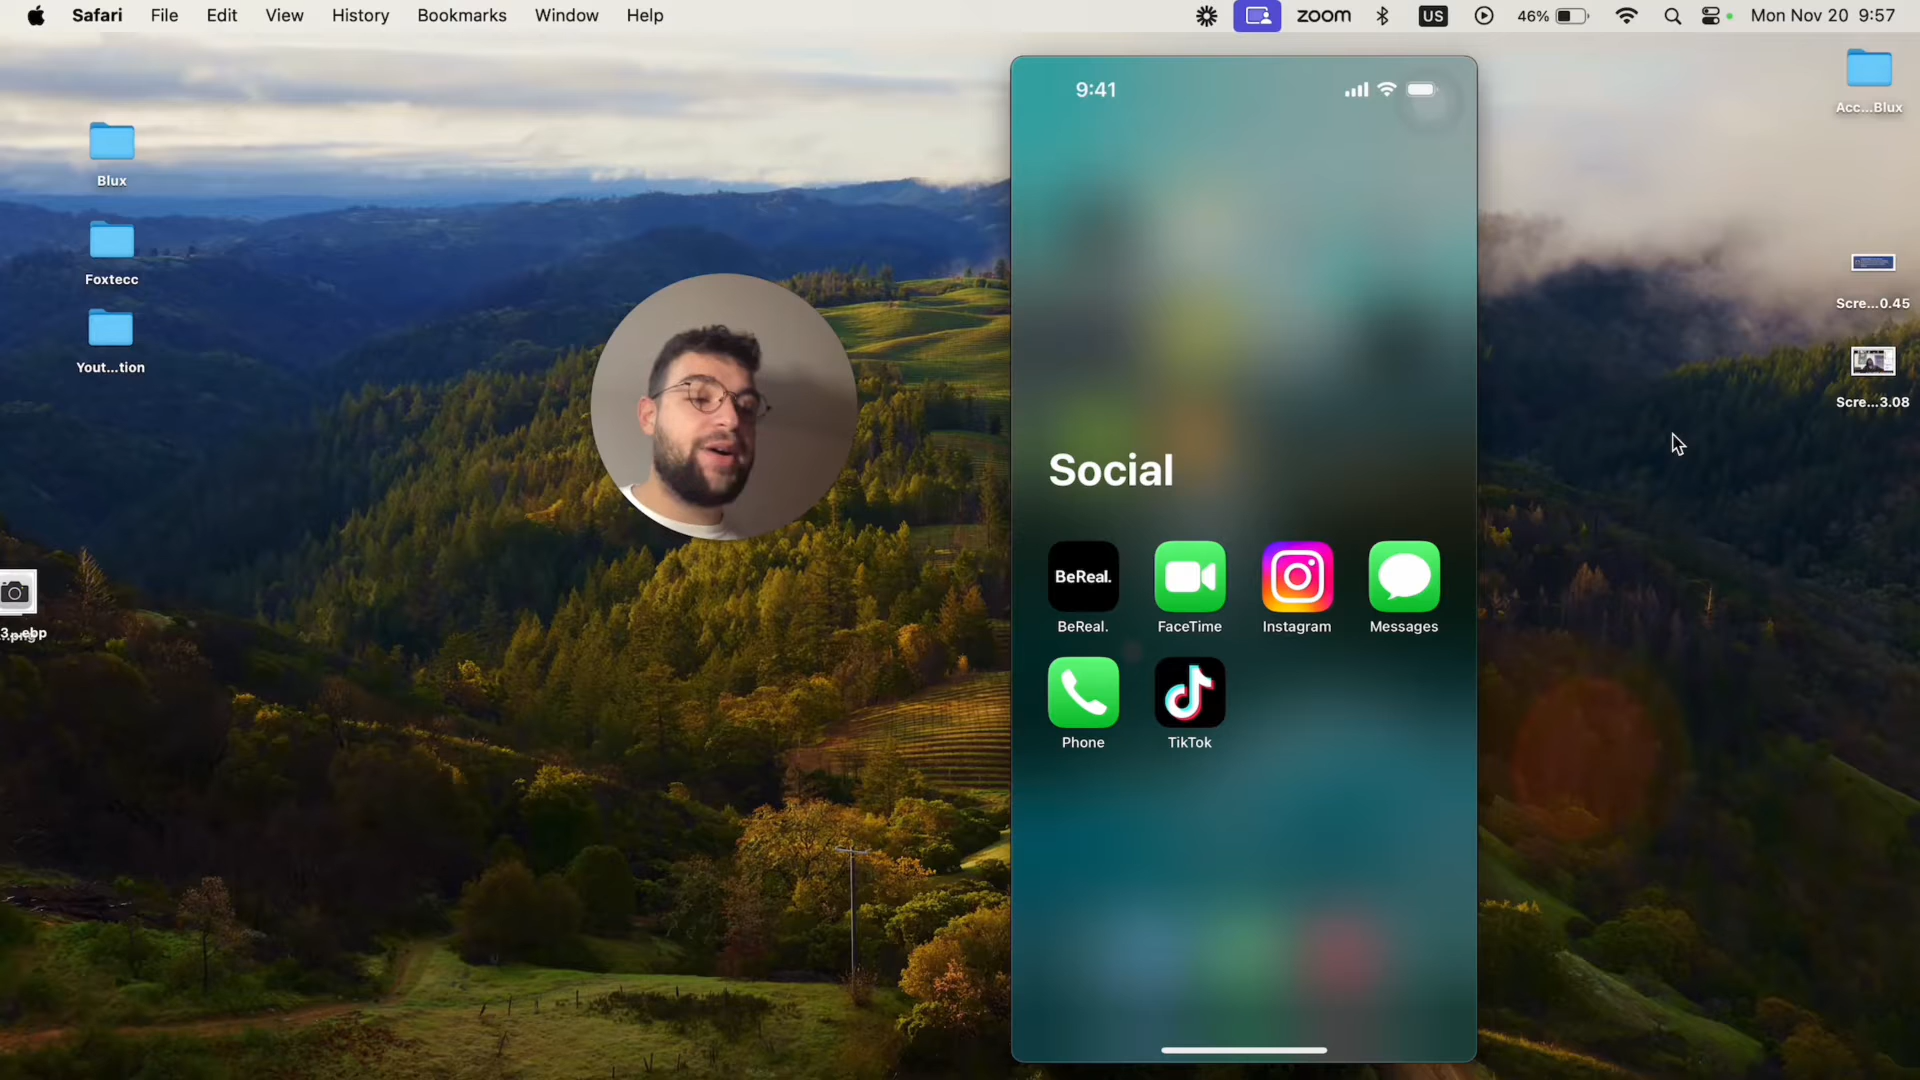 Safari File Edit View History Bookmarks Window Help
zoom US 46% Mon Nov 20 9:57
Blux
Foxtecc
Yout...tion
9:41
Social
BeReal.
BeReal. FaceTime Instagram Messages
Phone TikTok
Acc...Blux
Scre...0.45
Scre...3.08